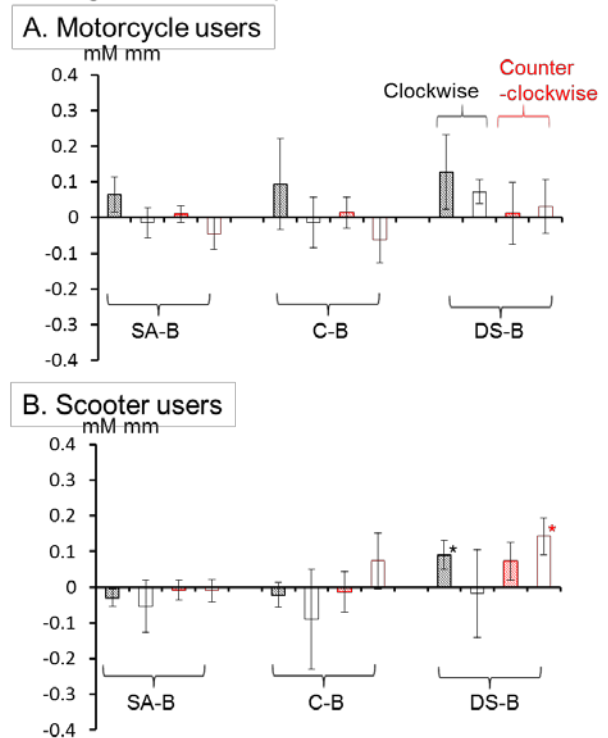 A. Motorcycle users
mM mm
Counter
Clockwise -clockwise
0.4
0.3
0.2
0.1
0
-0.1
-0.2
-0.3
-0.4
SA-B C-B DS-B
B. Scooter users
mM mm
0.4
0.3
0.2
0.1
0
-0.1
-0.2
-0.3
-0.4
* *
SA-B C-B DS-B